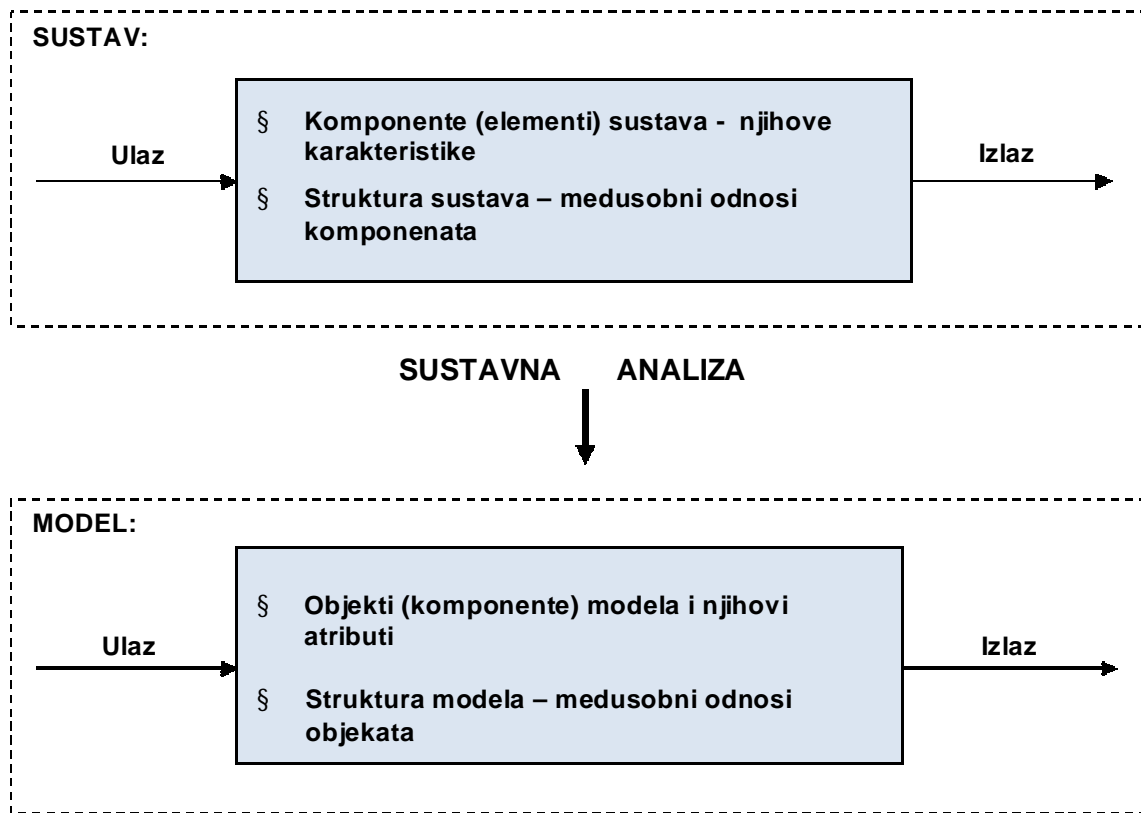 SUSTAV:
§ Komponente (elementi) sustava - njihove
karakteristike
Ulaz
Izlaz
§ Struktura sustava – medusobni odnosi
komponenata
SUSTAVNA ANALIZA
MODEL:
§ Objekti (komponente) modela i njihovi
atributi
Ulaz
Izlaz
§ Struktura modela – medusobni odnosi
objekata